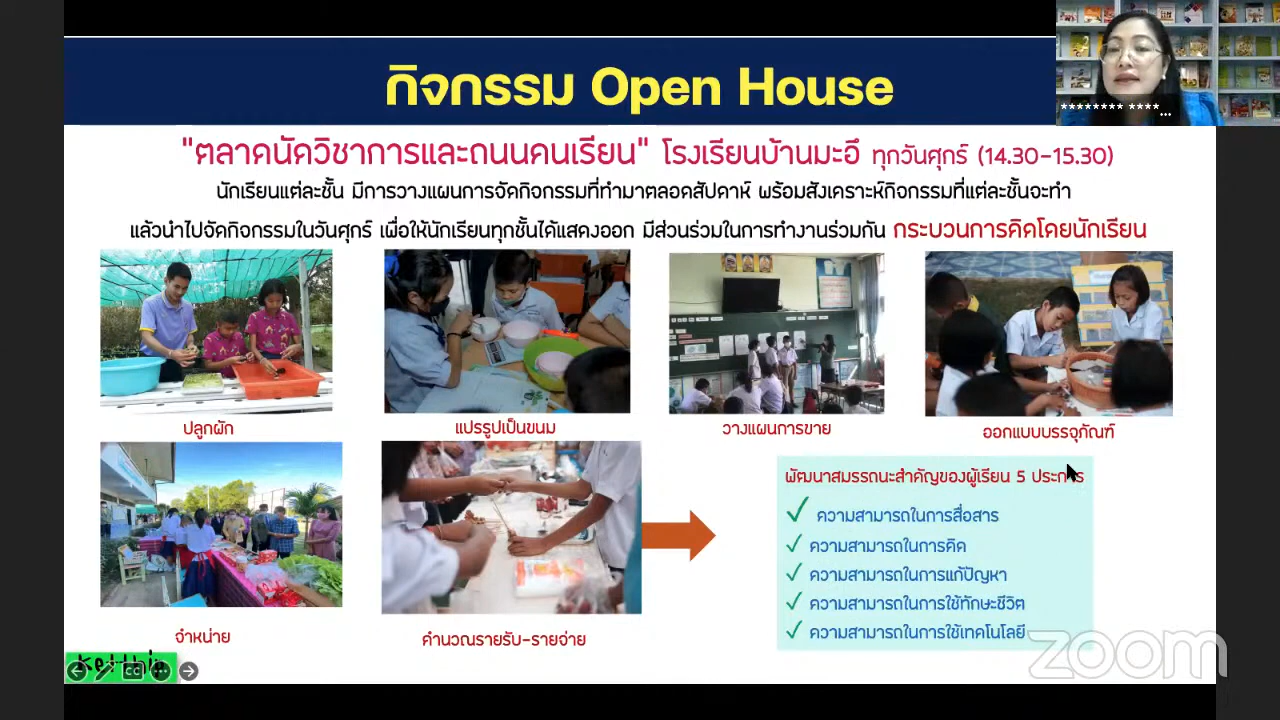 กิจกรรม Open House
******** ****...
"ตลาดนัดวิชาการและถนนคนเรียน" โรงเรียนบ้านมะอึ ทุกวันศุกร์ (14.30-15.30)
นักเรียนแต่ละชั้น มีการวางแผนการจัดกิจกรรมที่ทำมาตลอดสัปดาห์ พร้อมสังเคราะห์กิจกรรมที่แต่ละชั้นจะทำ
แล้วนำไปจัดกิจกรรมในวันศุกร์ เพื่อให้นักเรียนทุกชั้นได้แสดงออก มีส่วนร่วมในการทำงานร่วมกัน กระบวนการคิดโดยนักเรียน
ปลูกผัก
แปรรูปเป็นขนม
วางแผนการขาย
ออกแบบบรรจุภัณฑ์
พัฒนาสมรรถนะสำคัญของผู้เรียน 5 ประการ
ความสามารถในการสื่อสาร
ความสามารถในการคิด
ความสามารถในการแก้ปัญหา
ความสามารถในการใช้ทักษะชีวิต
ความสามารถในการใช้เทคโนโลยี
จำหน่าย
คำนวณรายรับ-รายจ่าย
CC
zoom